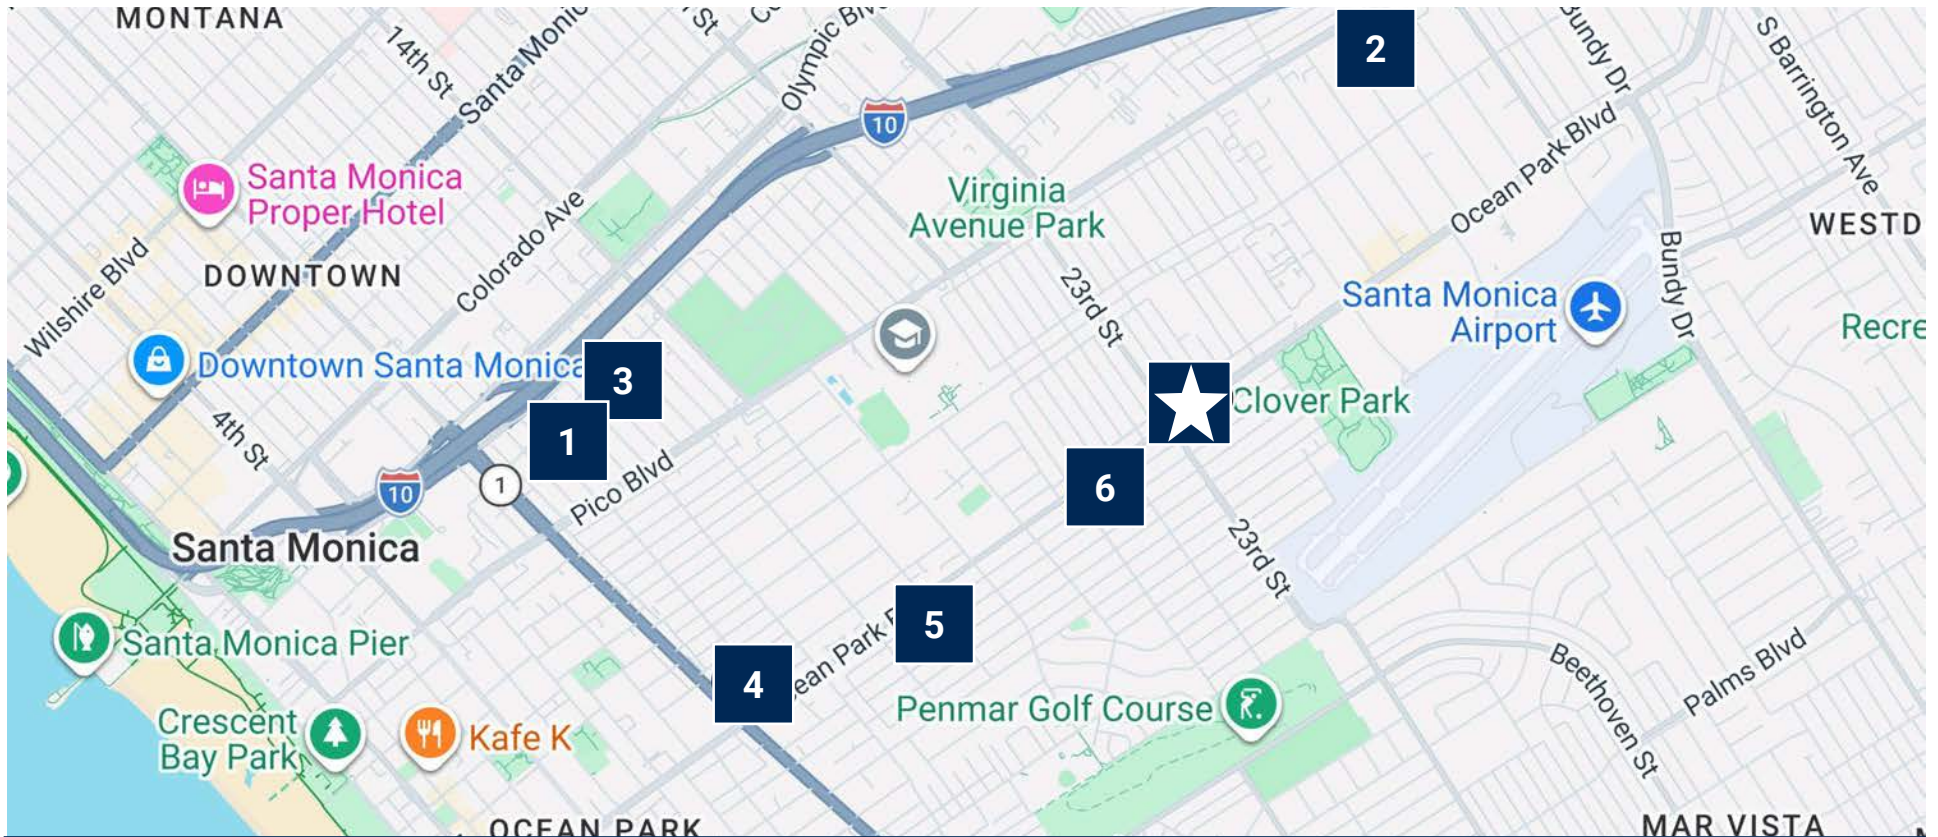 MONTANA
14th St
Santa Monic
St
Olympic Blv
10
2
Bundy Dr
S Barrington Ave
Santa Monica
Proper Hotel
Virginia
Avenue Park
Ocean Park Blvd
WESTD
Wilshire Blvd
DOWNTOWN
Colorado Ave
23rd St
Santa Monica
Airport
Bundy Dr
Recre
Downtown Santa Monica
3
Clover Park
4th St
1
10
1
Pico Blvd
6
Santa Monica
23rd St
5
Santa Monica Pier
4
ean Park
Penmar Golf Course
Beethoven St
Palms Blvd
Crescent
Bay Park
Kafe K
OCEAN PARK
MAR VISTA